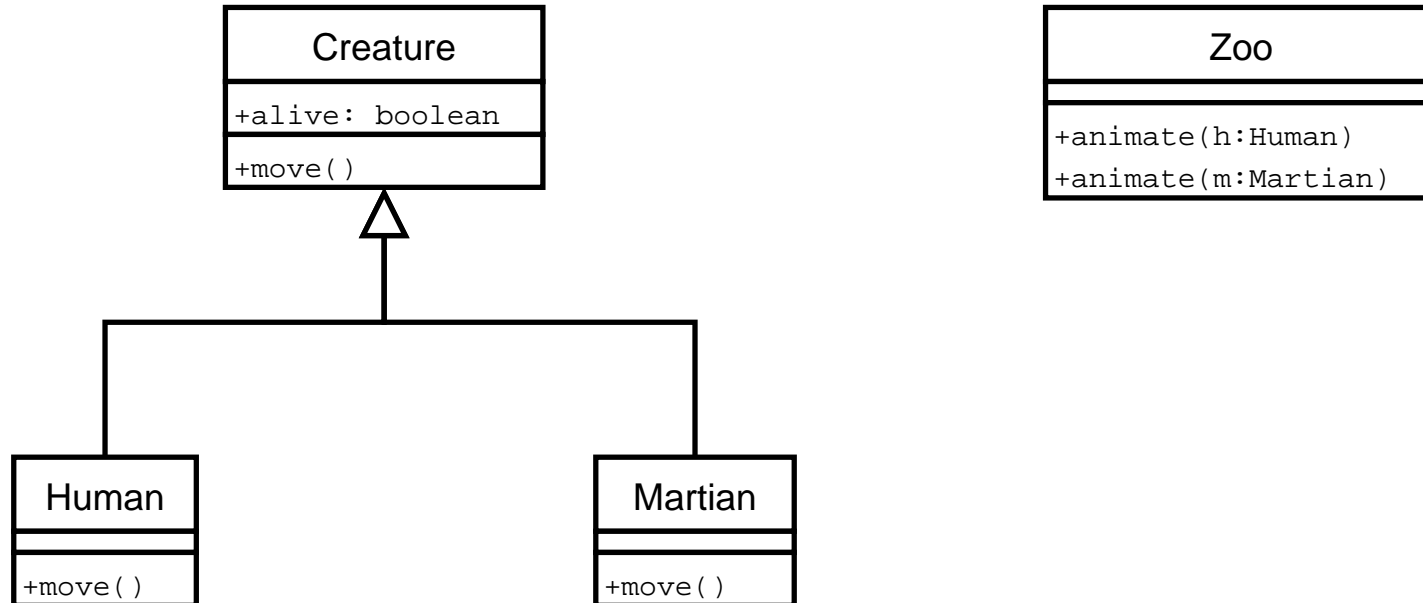 Creature
+alive: boolean
+move()
Zoo
+animate(h:Human)
+animate(m:Martian)
Human
+move()
Martian
+move()